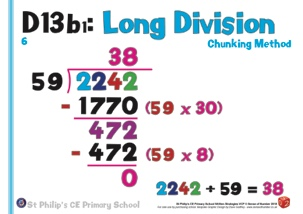 D13b1: Long Division
6
Chunking Method
38
59 ) 2242
- 1770 (59 x 30)
472
- 472 (59 x 8)
0
2242 ÷ 59 = 38
St Philip's CE Primary School